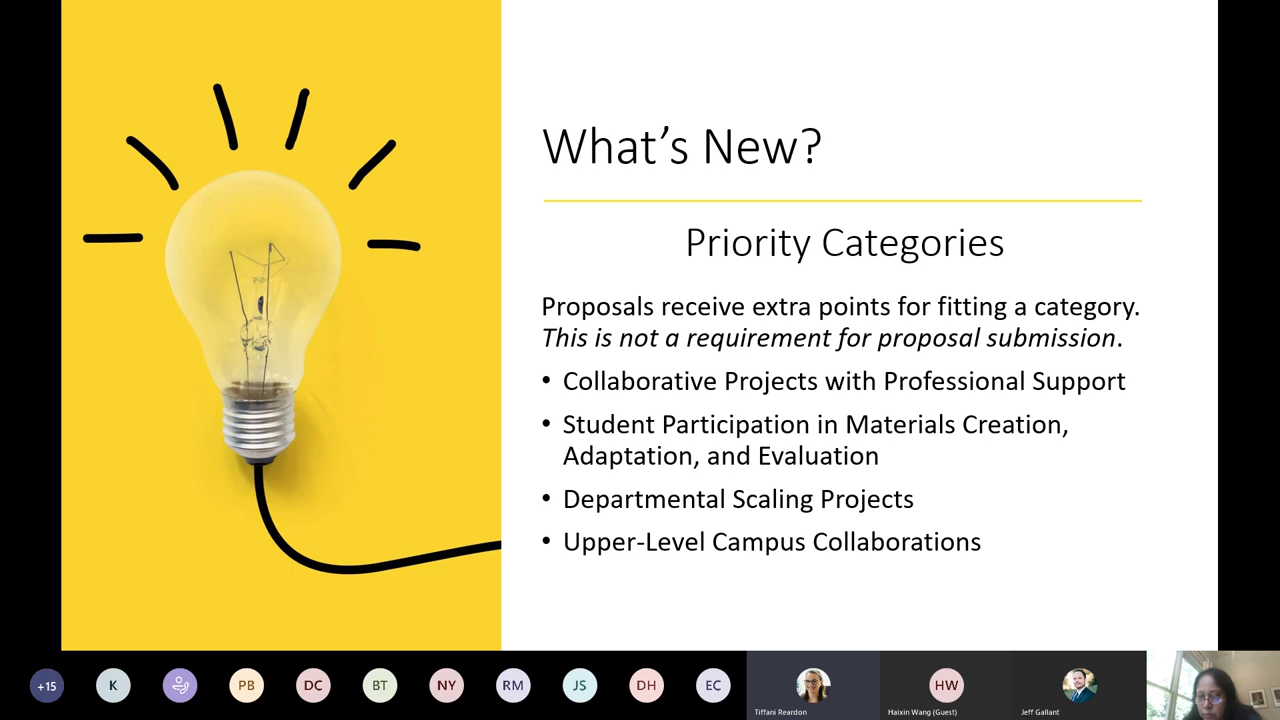 What's New?
Priority Categories
Proposals receive extra points for fitting a category.
This is not a requirement for proposal submission.
• Collaborative Projects with Professional Support
• Student Participation in Materials Creation,
Adaptation, and Evaluation
• Departmental Scaling Projects
• Upper-Level Campus Collaborations
+15 K PB DC BT NY RM JS DH EC HW
Tiffani Reardon Haixin Wang (Guest) Jeff Gallant